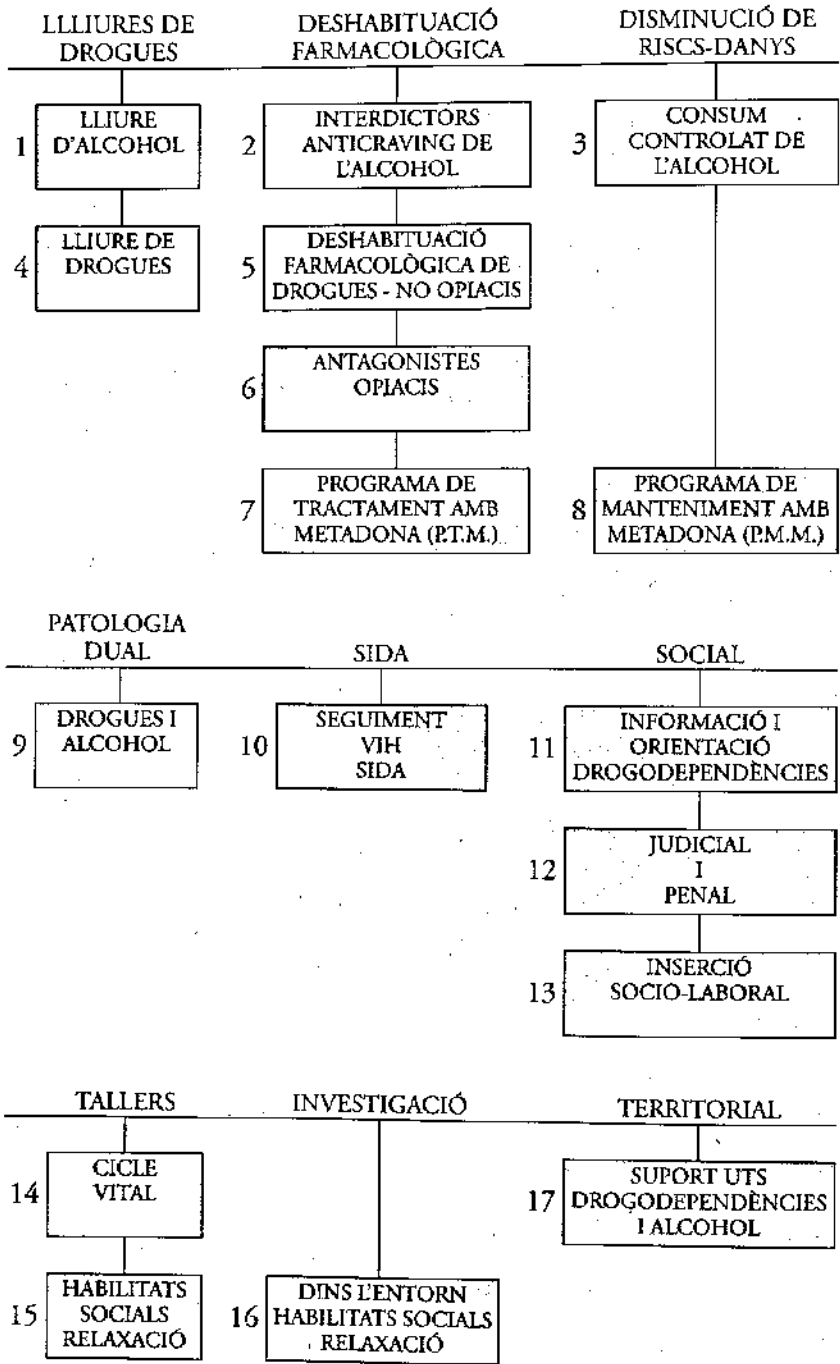 LLLIURES DE
DROGUES
DESHABITUACIÓ
FARMACOLÒGICA
DISMINUCIÓ DE
RISCS-DANYS
1
LLIURE
D'ALCOHOL
2
INTERDICTORS
ANTICRAVING DE
L'ALCOHOL
3
CONSUM
CONTROLAT DE
L'ALCOHOL
4
LLIURE DE
DROGUES
5
DESHABITUACIÓ
FARMACOLÒGICA DE
DROGUES - NO OPIACIS
6
ANTAGONISTES
OPIACIS
7
PROGRAMA DE
TRACTAMENT AMB
METADONA (P.T.M.)
8
PROGRAMA DE
MANTENIMENT AMB
METADONA (P.M.M.)
PATOLOGIA
DUAL
SIDA
SOCIAL
9
DROGUES I
ALCOHOL
10
SEGUIMENT
VIH
SIDA
11
INFORMACIÓ I
ORIENTACIÓ
DROGODEPENDÈNCIES
12
JUDICIAL
I
PENAL
13
INSERCIÓ
SOCIO-LABORAL
TALLERS
INVESTIGACIÓ
TERRITORIAL
14
CICLE
VITAL
17
SUPORT UTS
DROGODEPENDÈNCIES
I ALCOHOL
15
HABILITATS
SOCIALS
RELAXACIÓ
16
DINS L'ENTORN
HABILITATS SOCIALS
RELAXACIÓ